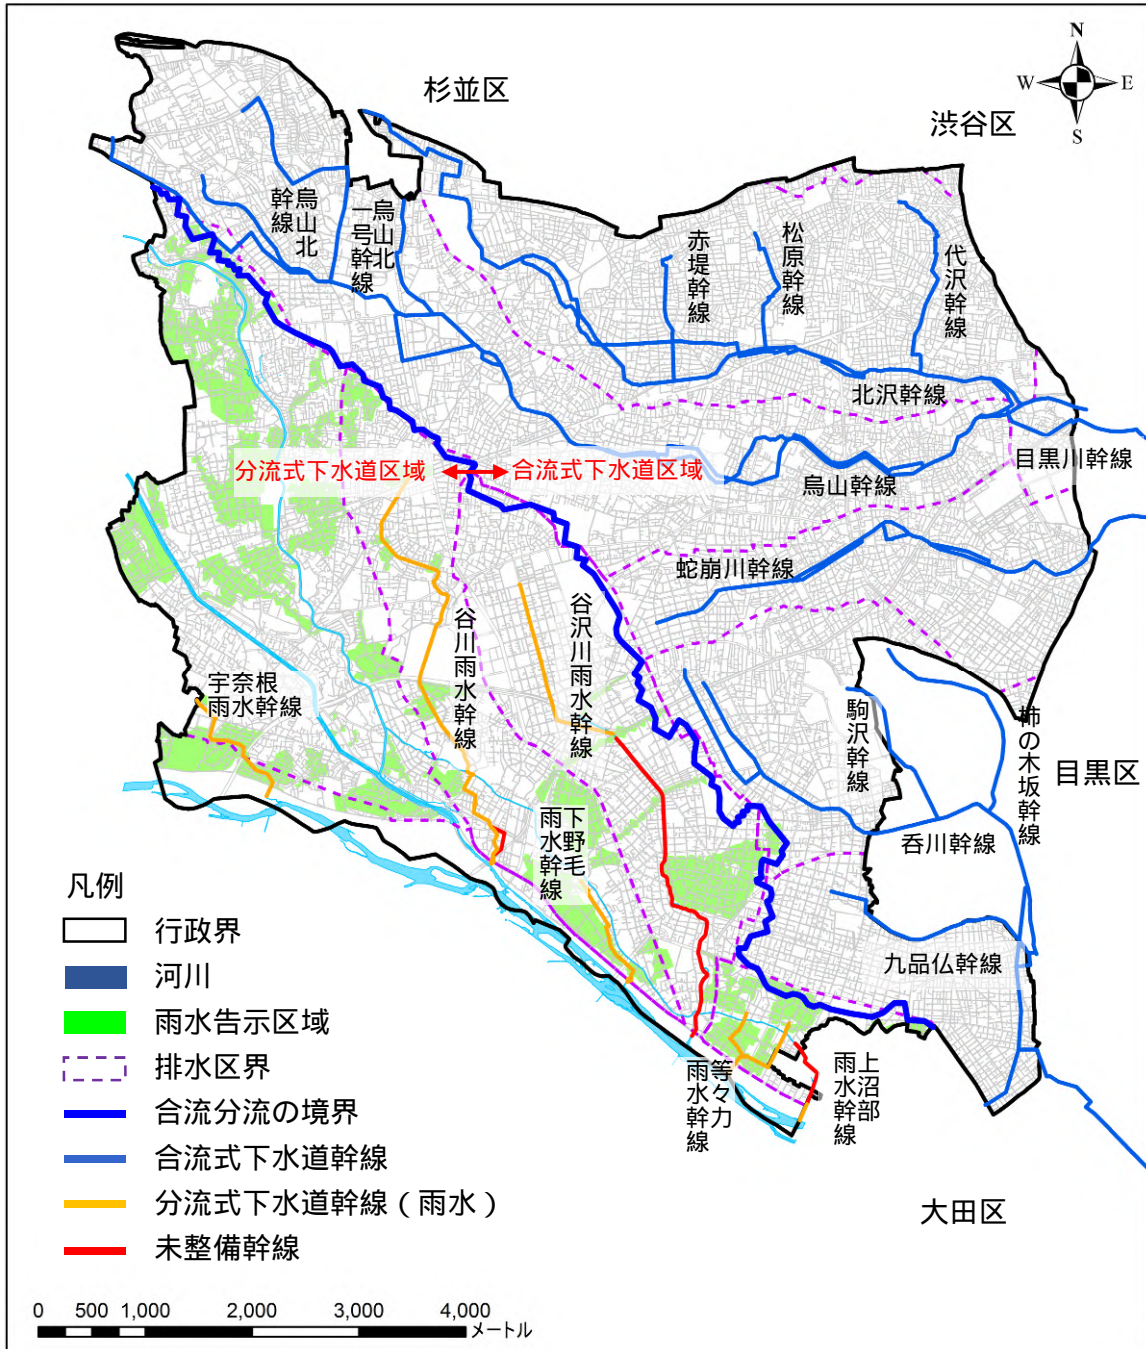 N
W
E
S
杉並区
渋谷区
烏山北
幹線
烏山北
一号幹線
赤堤幹線
松原幹線
代沢幹線
北沢幹線
分流式下水道区域
合流式下水道区域
烏山幹線
目黒川幹線
蛇崩川幹線
谷川雨水幹線
谷沢川雨水幹線
宇奈根
雨水幹線
駒沢幹線
柿の木坂幹線
目黒区
下野毛
雨水幹線
呑川幹線
九品仏幹線
等々力
雨水幹線
上沼部
雨水幹線
大田区
凡例
行政界
河川
雨水告示区域
排水区界
合流分流の境界
合流式下水道幹線
分流式下水道幹線(雨水)
未整備幹線
0 500 1,000 2,000 3,000 4,000
メートル